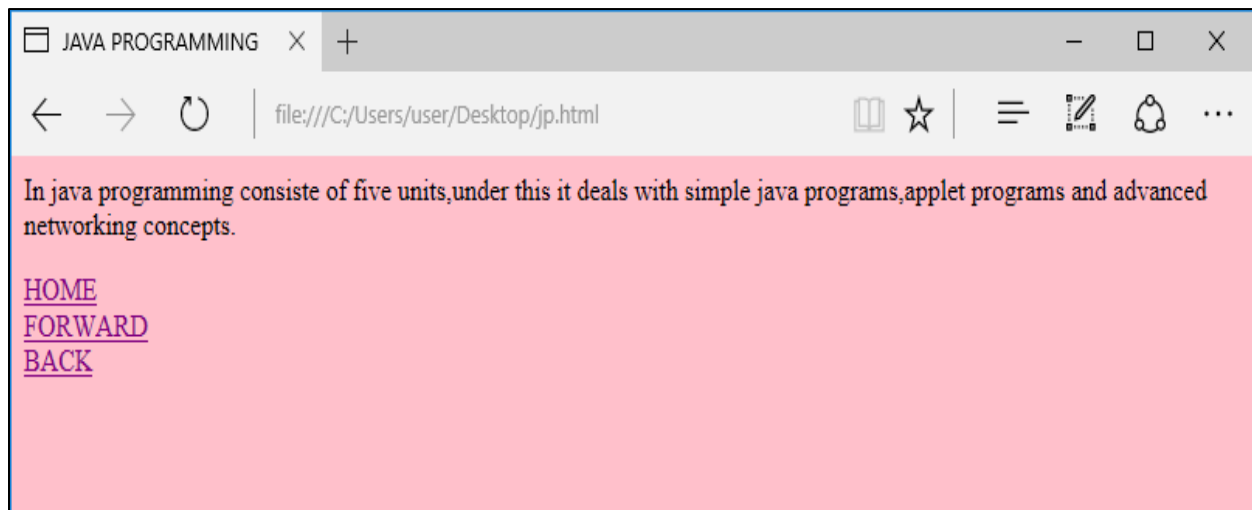 JAVA PROGRAMMING
file:///C:/Users/user/Desktop/jp.html
In java programming consiste of five units,under this it deals with simple java programs,applet programs and advanced
networking concepts.
HOME
FORWARD
BACK